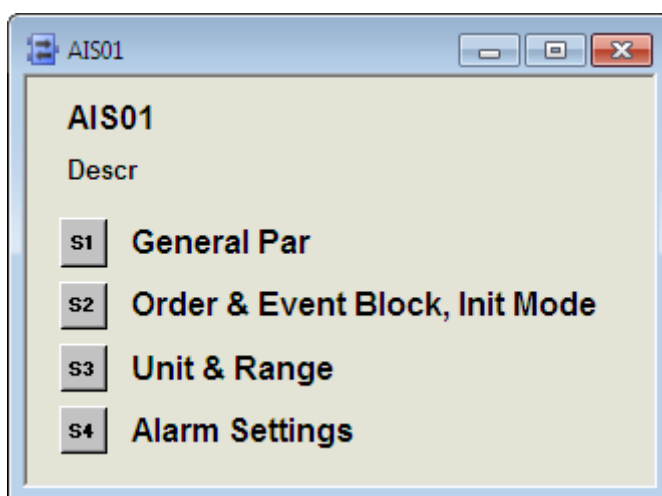 AIS01
AIS01
Descr
S1 General Par
S2 Order & Event Block, Init Mode
S3 Unit & Range
S4 Alarm Settings